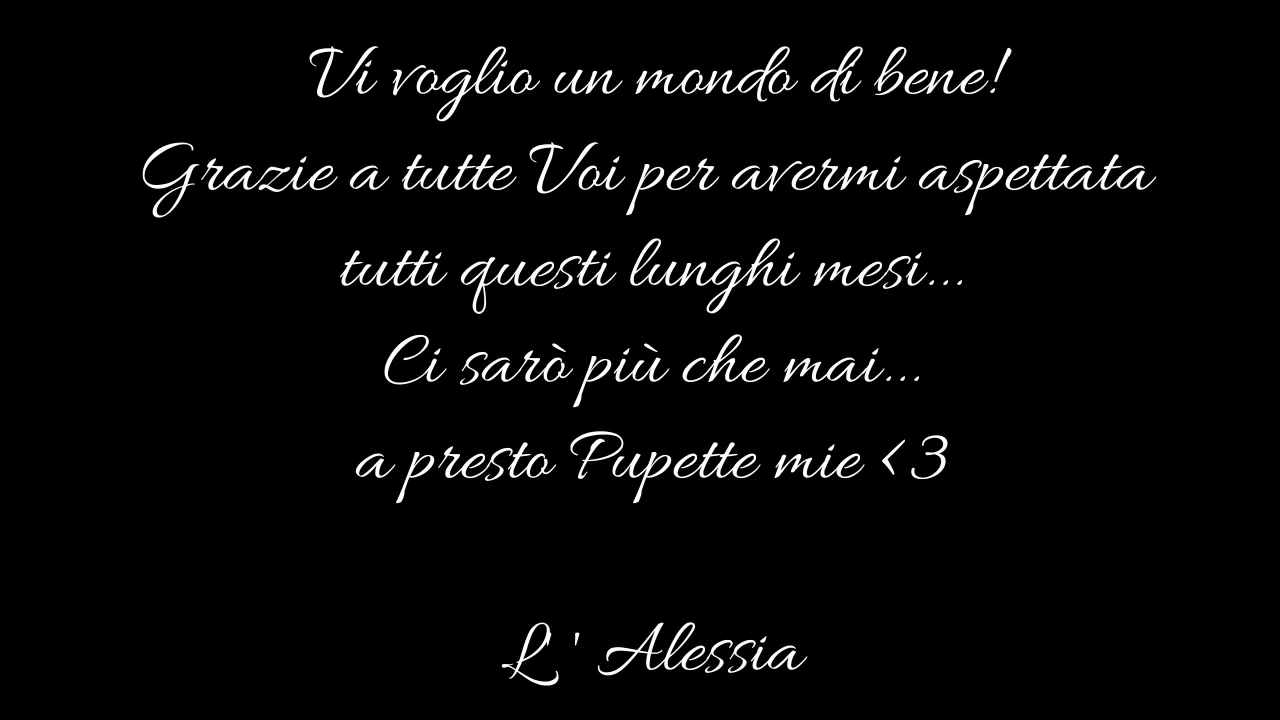 Vi voglio un mondo di bene!
Grazie a tutte Voi per avermi aspettata
tutti questi lunghi mesi...
Ci sarò più che mai...
a presto Pupette mie <3
L ' Alessia